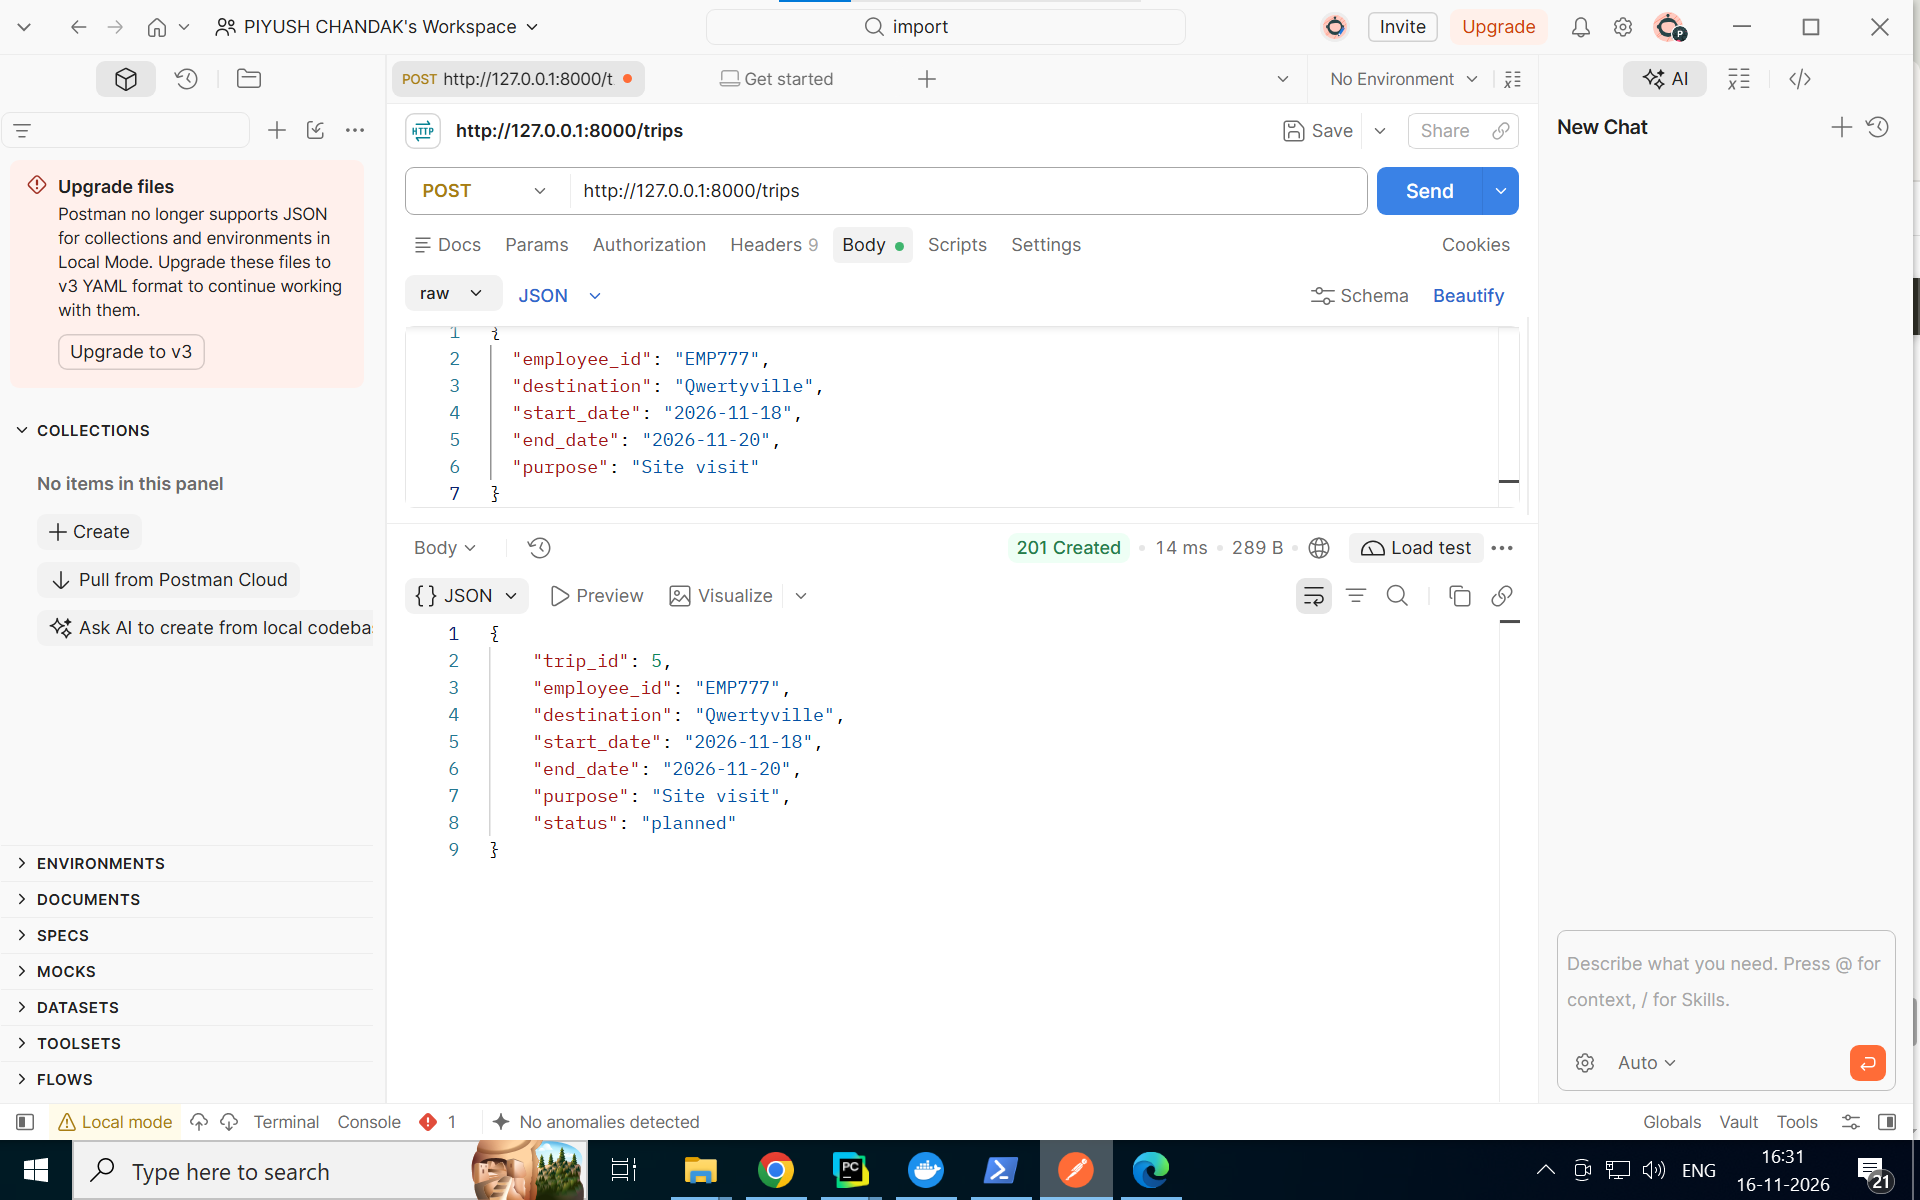 PIYUSH CHANDAK's Workspace
import
Invite
Upgrade
POST http://127.0.0.1:8000/t
Get started
No Environment
AI
HTTP
http://127.0.0.1:8000/trips
Save
Share
New Chat
Upgrade files
Postman no longer supports JSON
for collections and environments in
Local Mode. Upgrade these files to
v3 YAML format to continue working
with them.
Upgrade to v3
POST
http://127.0.0.1:8000/trips
Send
Docs
Params
Authorization
Headers 9
Body
Scripts
Settings
Cookies
raw
JSON
Schema
Beautify
1 {
2 "employee_id": "EMP777",
3 "destination": "Qwertyville",
4 "start_date": "2026-11-18",
5 "end_date": "2026-11-20",
6 "purpose": "Site visit"
7 }
COLLECTIONS
No items in this panel
Create
Pull from Postman Cloud
Ask AI to create from local codeba
Body
201 Created
14 ms
289 B
Load test
{} JSON
Preview
Visualize
1 {
2 "trip_id": 5,
3 "employee_id": "EMP777",
4 "destination": "Qwertyville",
5 "start_date": "2026-11-18",
6 "end_date": "2026-11-20",
7 "purpose": "Site visit",
8 "status": "planned"
9 }
ENVIRONMENTS
DOCUMENTS
SPECS
MOCKS
DATASETS
TOOLSETS
FLOWS
Describe what you need. Press @ for
context, / for Skills.
Auto
Local mode
Terminal
Console
1
No anomalies detected
Globals
Vault
Tools
Type here to search
PC
ENG
16:31
16-11-2026
21